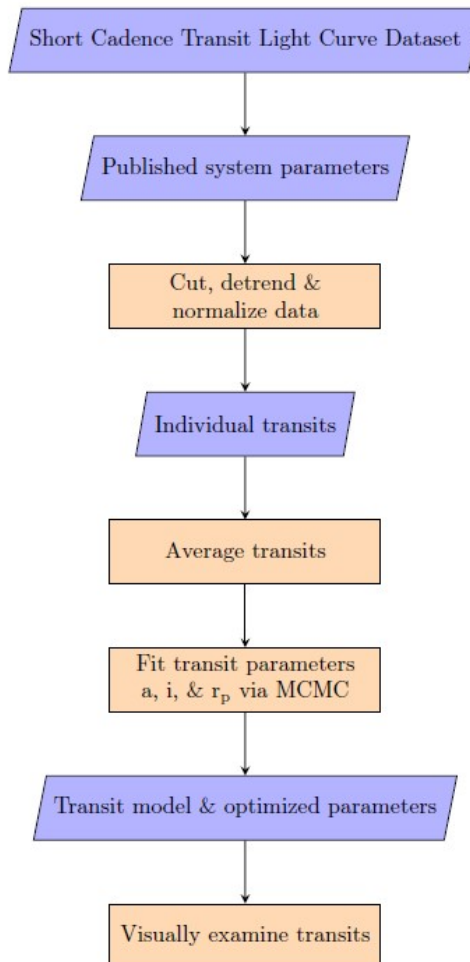 Short Cadence Transit Light Curve Dataset
Published system parameters
Cut, detrend &
normalize data
Individual transits
Average transits
Fit transit parameters
a, i, & rₚ via MCMC
Transit model & optimized parameters
Visually examine transits